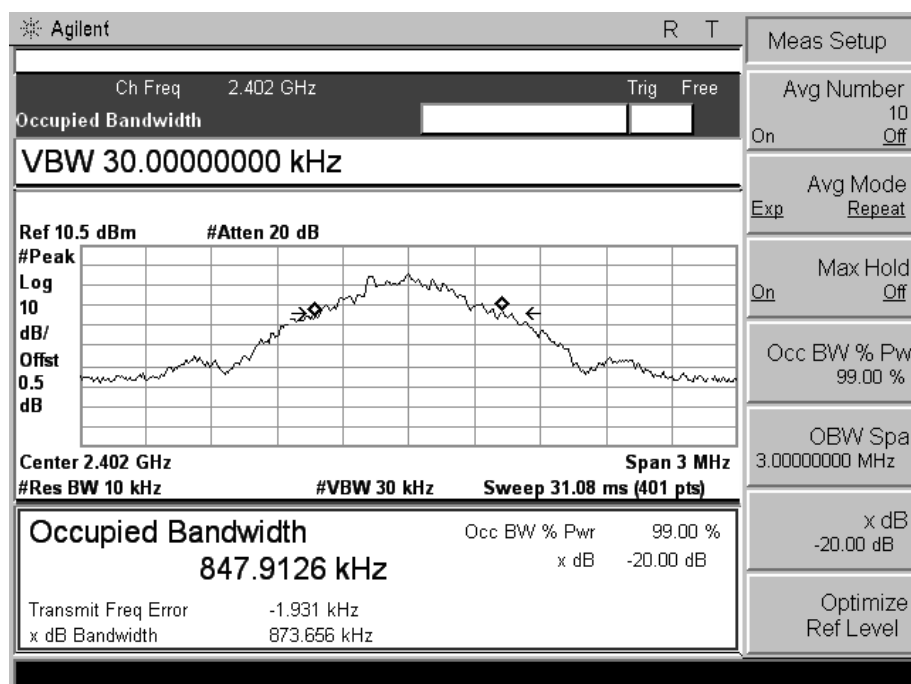 Agilent R T
Ch Freq 2.402 GHz Trig Free
Occupied Bandwidth
VBW 30.00000000 kHz
Ref 10.5 dBm #Atten 20 dB
#Peak
Log
10
dB/
Offst
0.5
dB
Center 2.402 GHz Span 3 MHz
#Res BW 10 kHz #VBW 30 kHz Sweep 31.08 ms (401 pts)
Occupied Bandwidth
847.9126 kHz
Occ BW % Pwr 99.00 %
x dB -20.00 dB
Transmit Freq Error -1.931 kHz
x dB Bandwidth 873.656 kHz
Meas Setup
Avg Number
10
On Off
Avg Mode
Exp Repeat
Max Hold
On Off
Occ BW % Pw
99.00 %
OBW Spa
3.00000000 MHz
x dB
-20.00 dB
Optimize
Ref Level